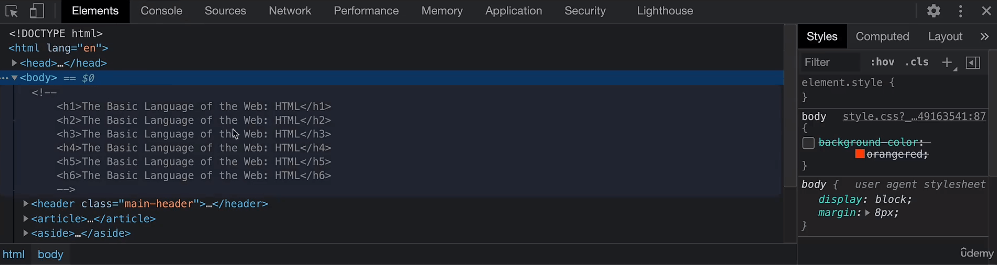 Elements Console Sources Network Performance Memory Application Security Lighthouse
<!DOCTYPE html>
<html lang="en">
<head>…</head>
<body> == $0
<!--
<h1>The Basic Language of the Web: HTML</h1>
<h2>The Basic Language of the Web: HTML</h2>
<h3>The Basic Language of the Web: HTML</h3>
<h4>The Basic Language of the Web: HTML</h4>
<h5>The Basic Language of the Web: HTML</h5>
<h6>The Basic Language of the Web: HTML</h6>
-->
<header class="main-header">…</header>
<article>…</article>
<aside>…</aside>
html body
Styles Computed Layout »
Filter :hov .cls +
element.style {
}
body style.css?_…49163541:87
{
background-color:
orangered;
}
body { user agent stylesheet
display: block;
margin: 8px;
}
ûdemy